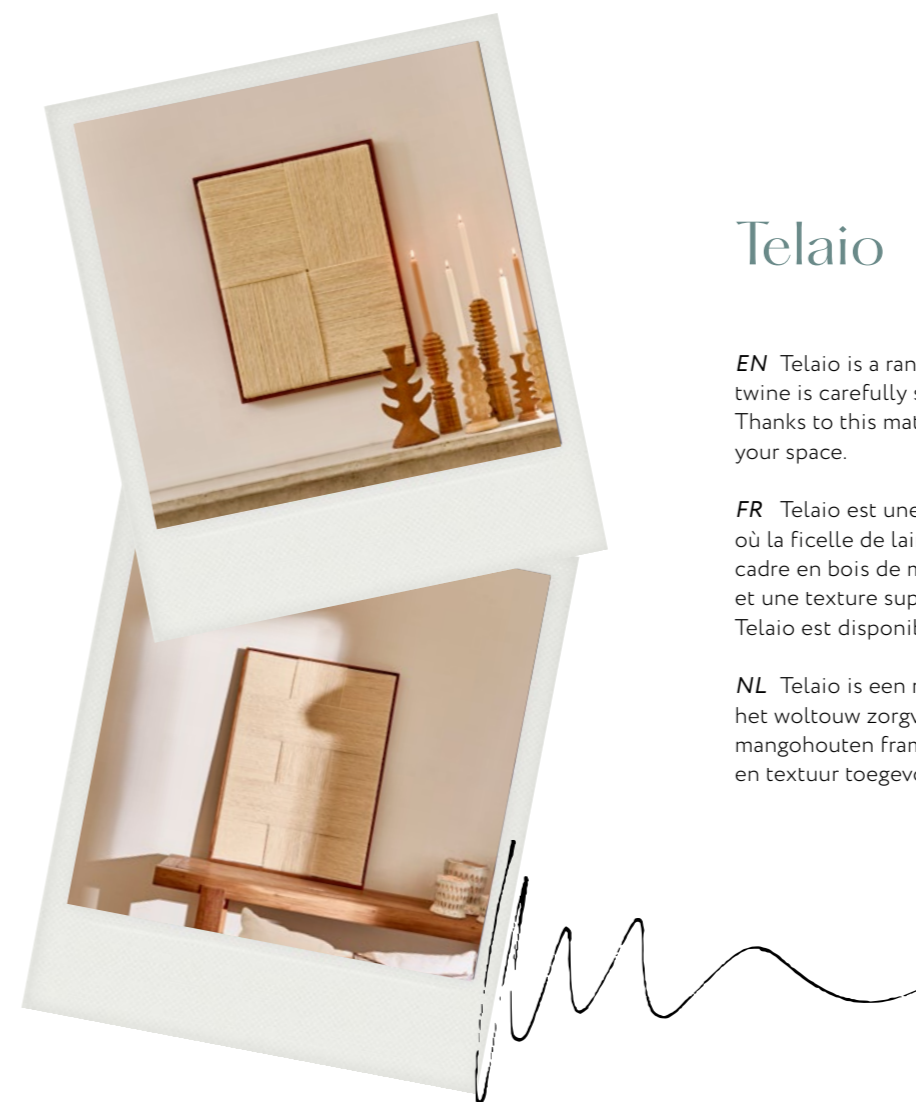 Telaio
EN Telaio is a ran
twine is carefully s
Thanks to this mat
your space.
FR Telaio est une
où la ficelle de lai
cadre en bois de m
et une texture sup
Telaio est disponib
NL Telaio is een r
het woltouw zorgv
mangohouten fram
en textuur toegevo